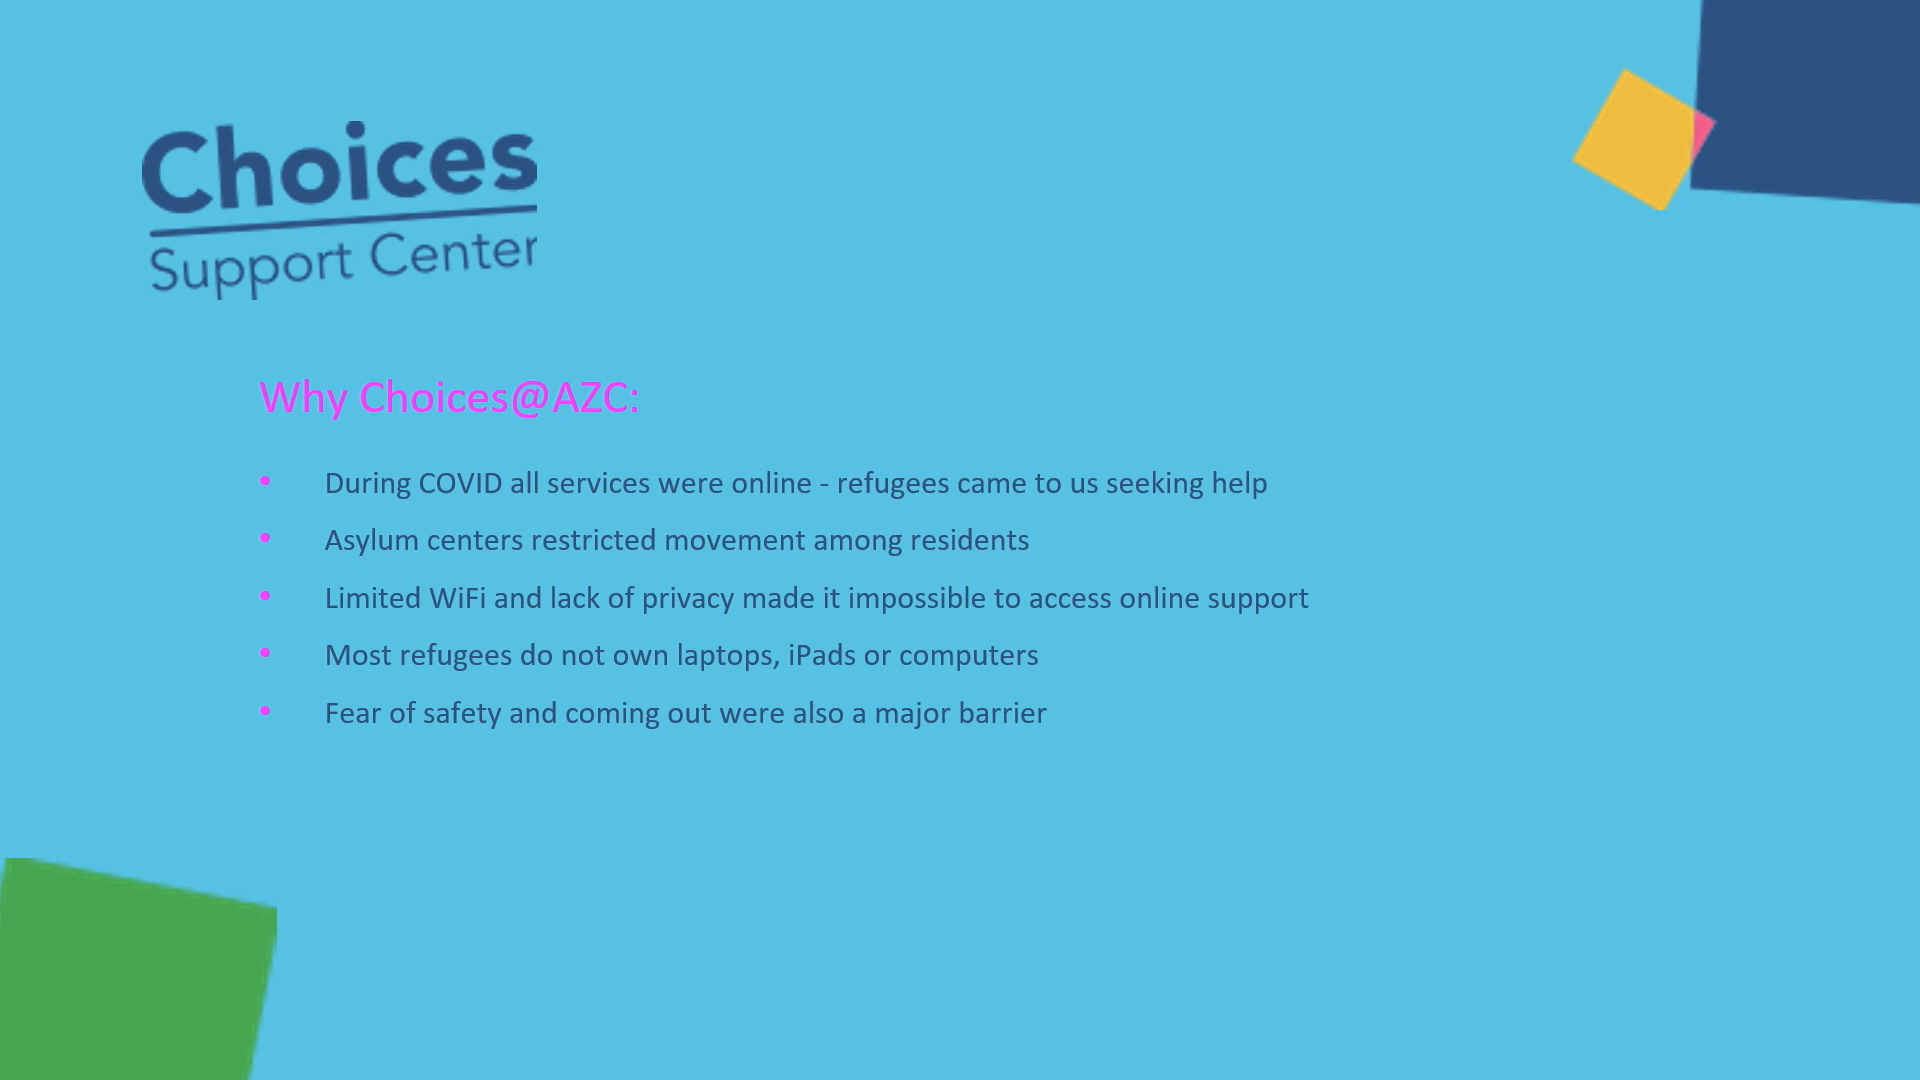 Choices
Support Center
Why Choices@AZC:
• During COVID all services were online - refugees came to us seeking help
• Asylum centers restricted movement among residents
• Limited WiFi and lack of privacy made it impossible to access online support
• Most refugees do not own laptops, iPads or computers
• Fear of safety and coming out were also a major barrier